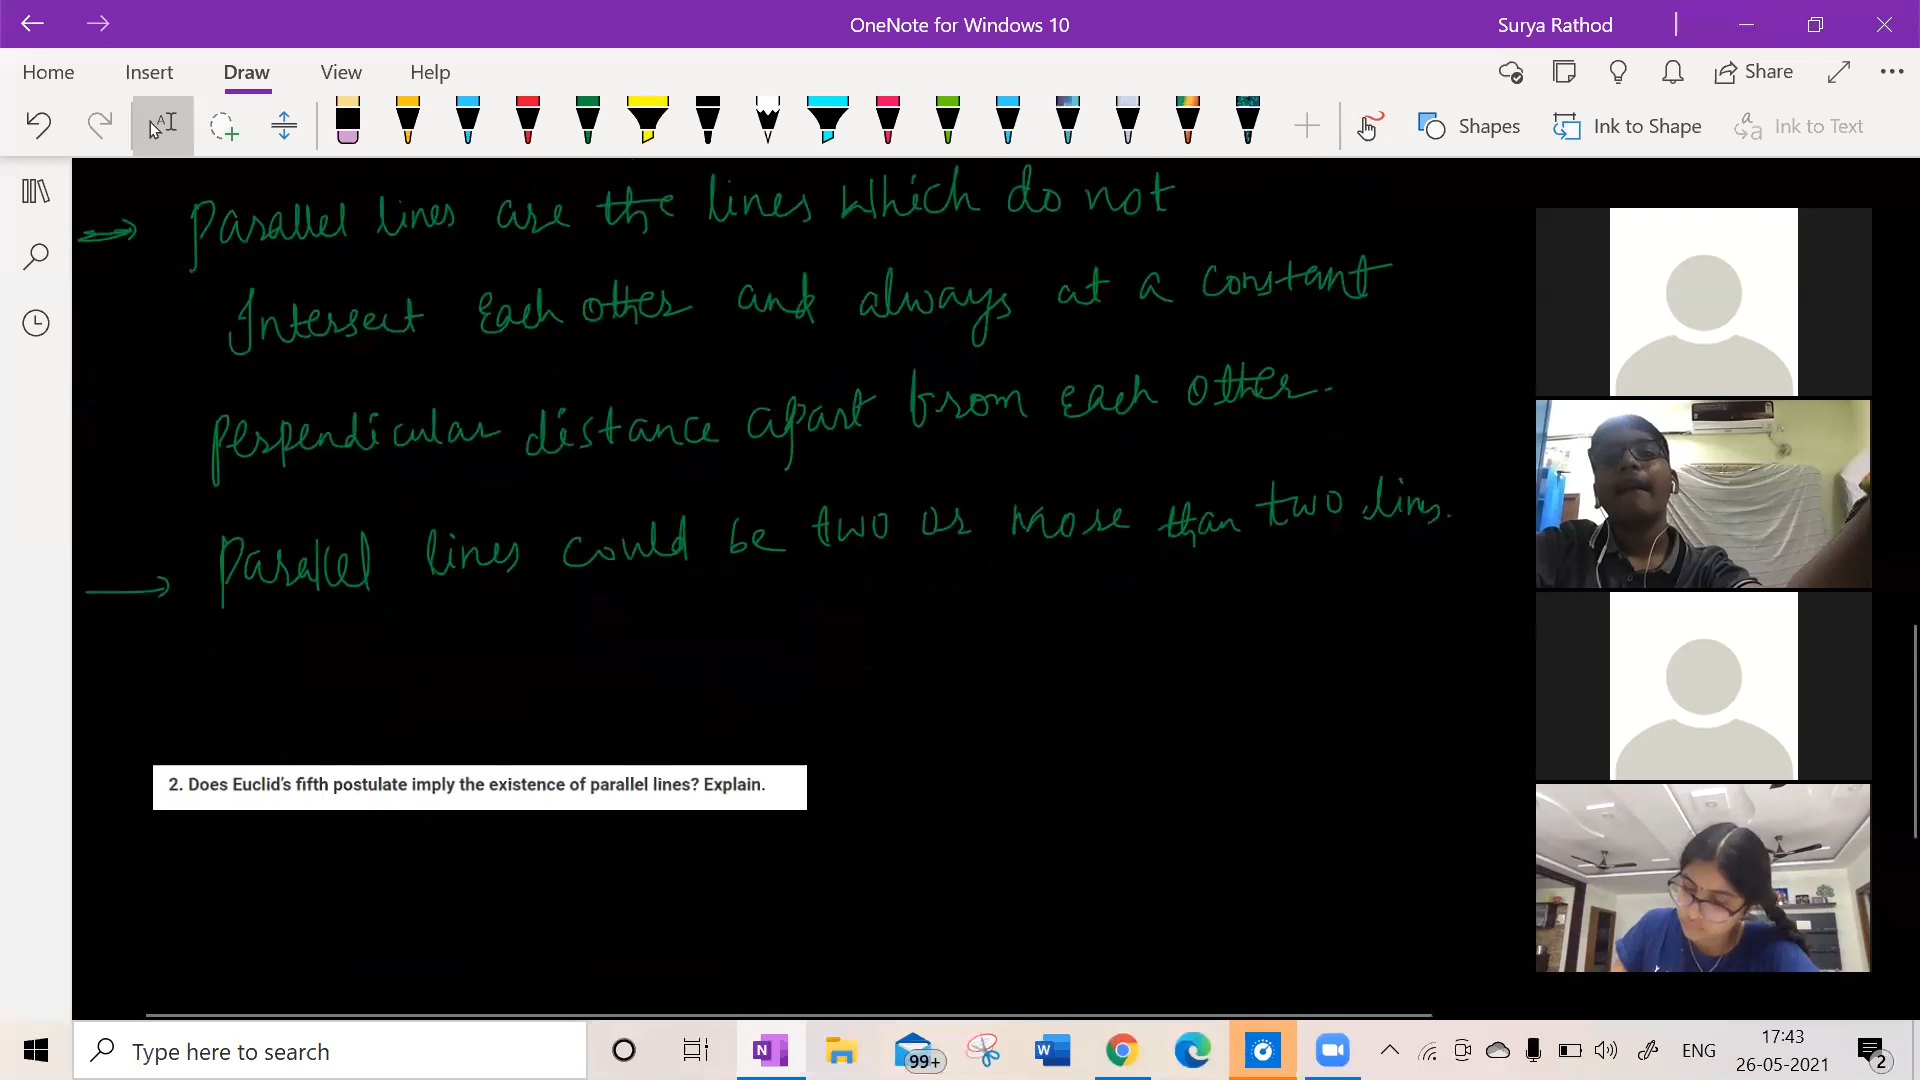 OneNote for Windows 10
Surya Rathod
Home Insert Draw View Help
Share
Shapes
Ink to Shape
Ink to Text
Parallel lines are the lines which do not
Intersect Each other and always at a constant
perpendicular distance apart from each other.
Parallel lines could be two or more than two lines.
2. Does Euclid's fifth postulate imply the existence of parallel lines? Explain.
Type here to search
99+
ENG
17:43
26-05-2021
2